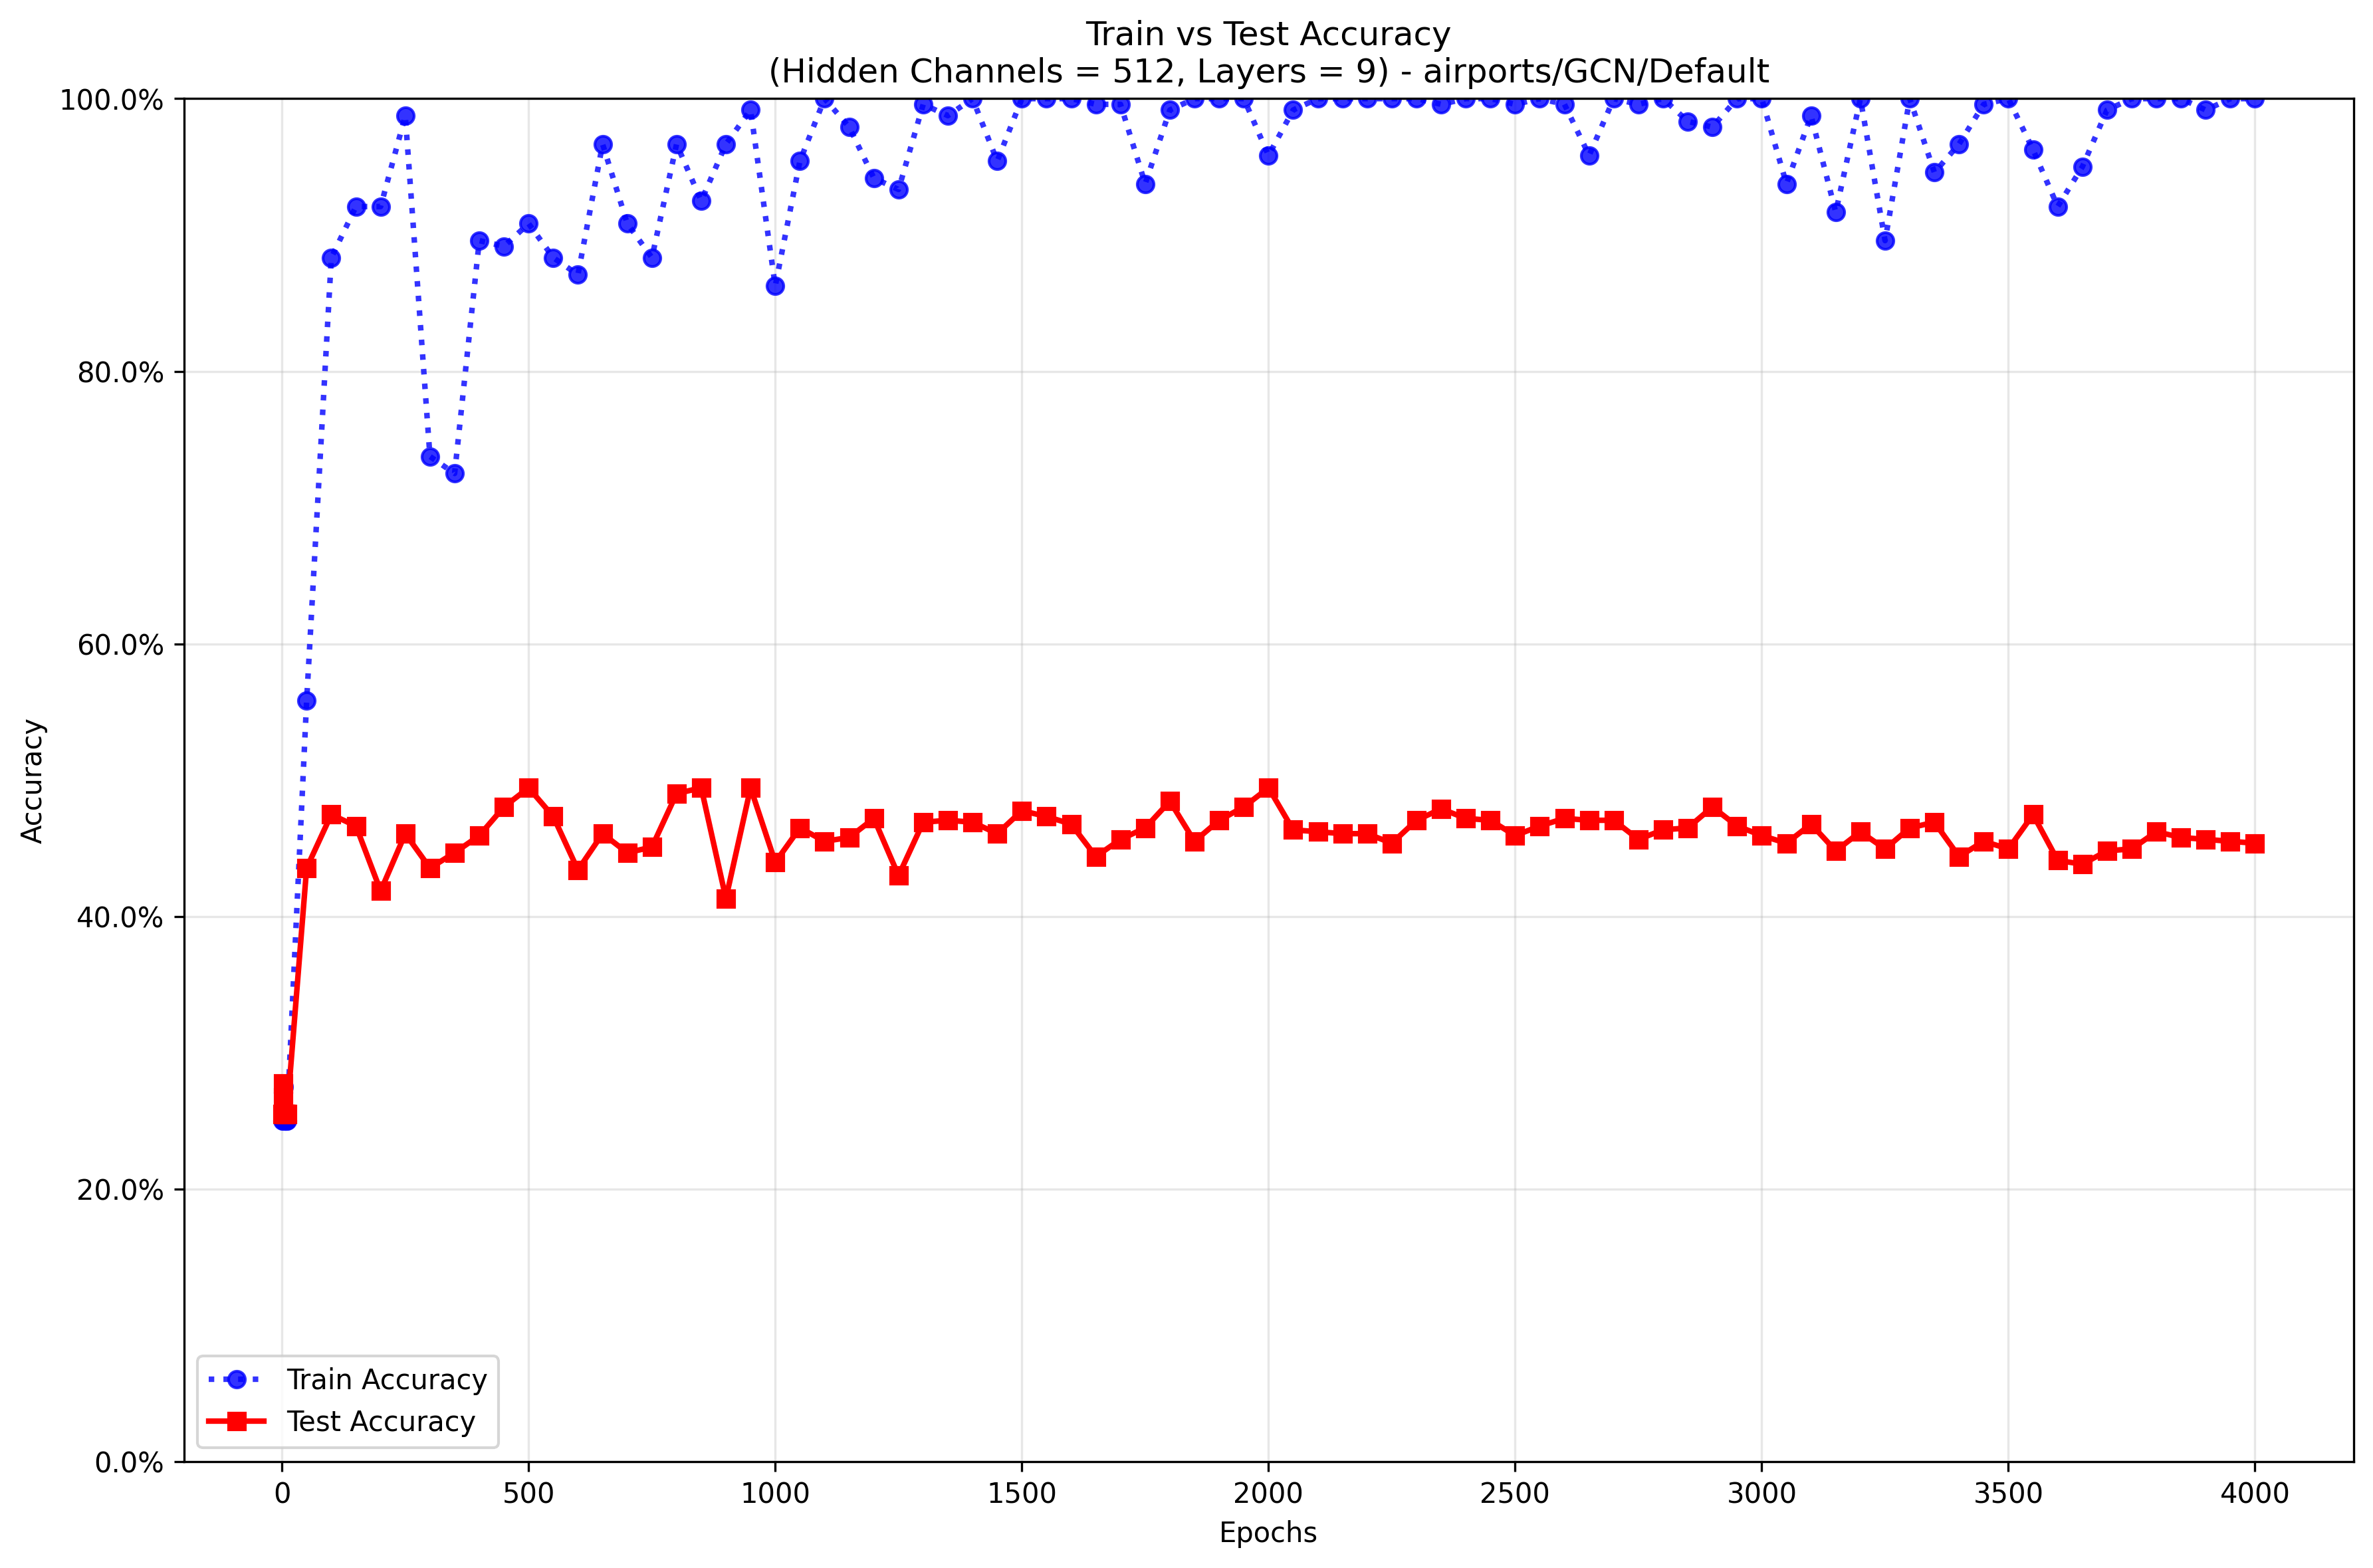 Train vs Test Accuracy
(Hidden Channels = 512, Layers = 9) - airports/GCN/Default
100.0%
80.0%
60.0%
40.0%
20.0%
0.0%
Accuracy
Train Accuracy
Test Accuracy
0 500 1000 1500 2000 2500 3000 3500 4000
Epochs